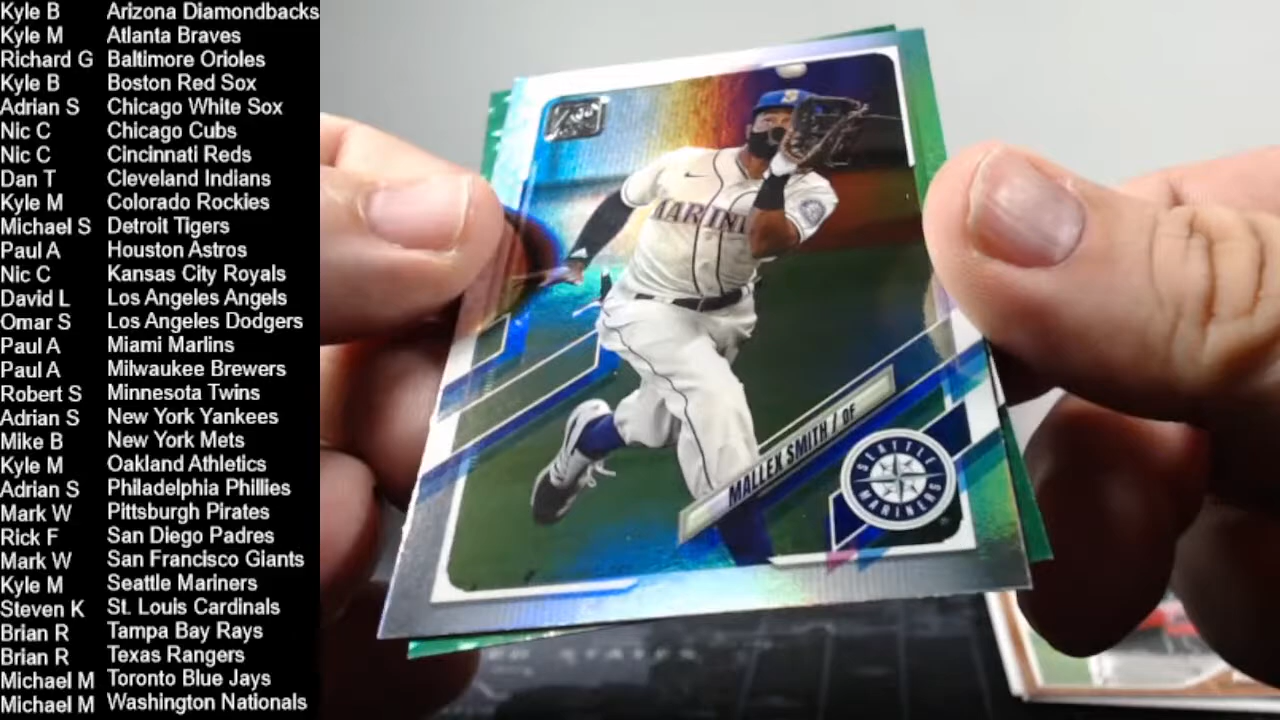 Kyle B Arizona Diamondbacks
Kyle M Atlanta Braves
Richard G Baltimore Orioles
Kyle B Boston Red Sox
Adrian S Chicago White Sox
Nic C Chicago Cubs
Nic C Cincinnati Reds
Dan T Cleveland Indians
Kyle M Colorado Rockies
Michael S Detroit Tigers
Paul A Houston Astros
Nic C Kansas City Royals
David L Los Angeles Angels
Omar S Los Angeles Dodgers
Paul A Miami Marlins
Paul A Milwaukee Brewers
Robert S Minnesota Twins
Adrian S New York Yankees
Mike B New York Mets
Kyle M Oakland Athletics
Adrian S Philadelphia Phillies
Mark W Pittsburgh Pirates
Rick F San Diego Padres
Mark W San Francisco Giants
Kyle M Seattle Mariners
Steven K St. Louis Cardinals
Brian R Tampa Bay Rays
Brian R Texas Rangers
Michael M Toronto Blue Jays
Michael M Washington Nationals
MARIN
MALLEX SMITH / OF
SEATTLE
MARINERS